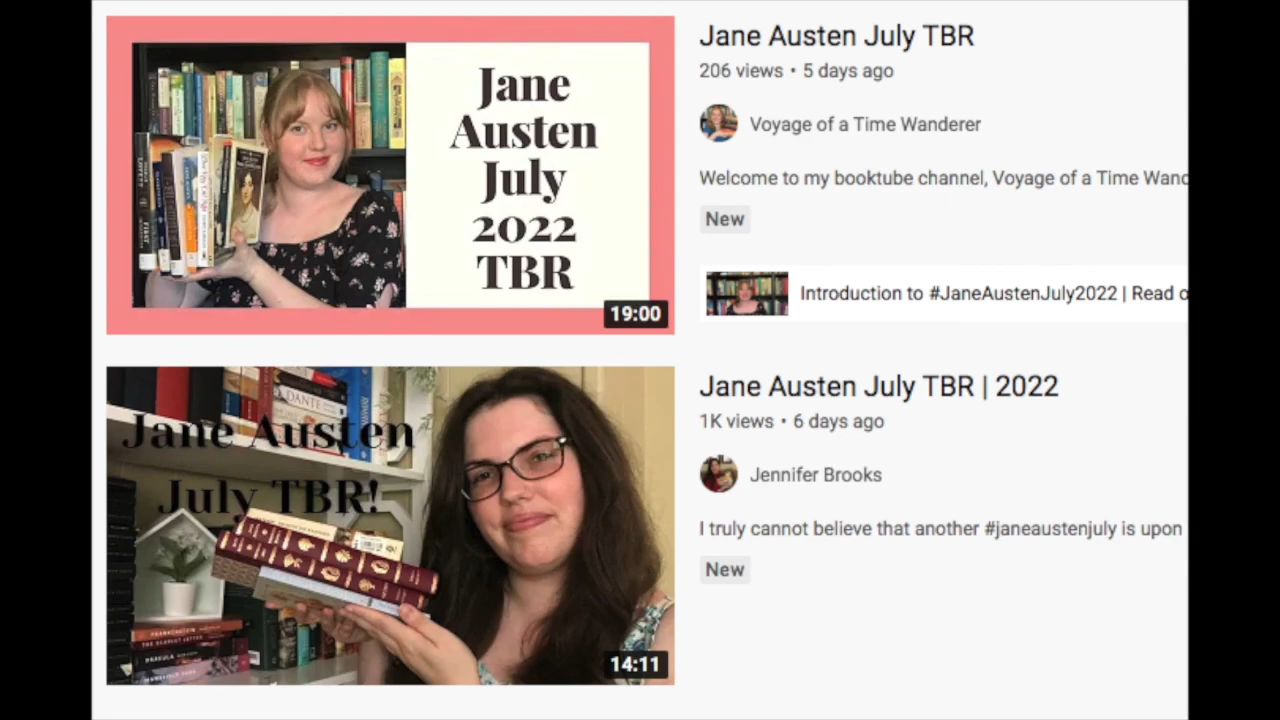 Jane
Austen
July
2022
TBR
19:00
Jane Austen July TBR
206 views • 5 days ago
Voyage of a Time Wanderer
Welcome to my booktube channel, Voyage of a Time Wand
New
Introduction to #JaneAustenJuly2022 | Read
Jane Austen
July TBR!
DANTE
FRANKENSTEIN
THE SCARLET LETTER
DRACULA
14:11
Jane Austen July TBR | 2022
1K views • 6 days ago
Jennifer Brooks
I truly cannot believe that another #janeaustenjuly is upon
New